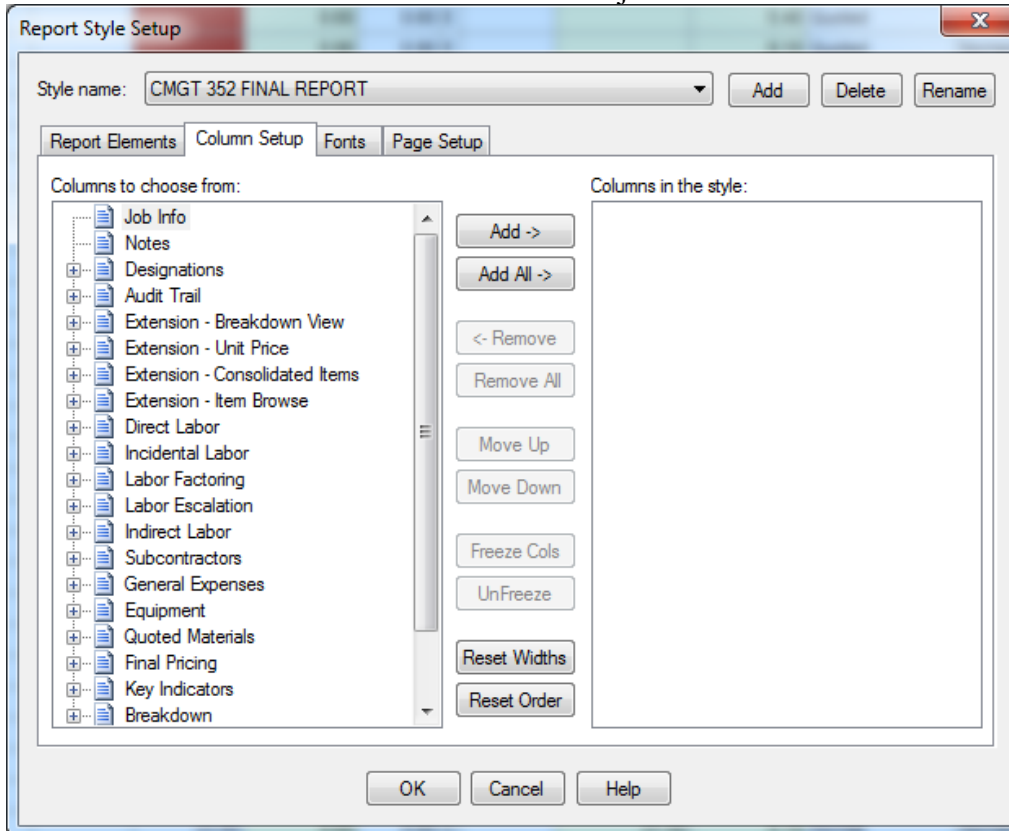 Report Style Setup
Style name: CMGT 352 FINAL REPORT Add Delete Rename
Report Elements Column Setup Fonts Page Setup
Columns to choose from:
Job Info
Notes
Designations
Audit Trail
Extension - Breakdown View
Extension - Unit Price
Extension - Consolidated Items
Extension - Item Browse
Direct Labor
Incidental Labor
Labor Factoring
Labor Escalation
Indirect Labor
Subcontractors
General Expenses
Equipment
Quoted Materials
Final Pricing
Key Indicators
Breakdown
Add ->
Add All ->
<- Remove
Remove All
Move Up
Move Down
Freeze Cols
UnFreeze
Reset Widths
Reset Order
Columns in the style:
OK Cancel Help